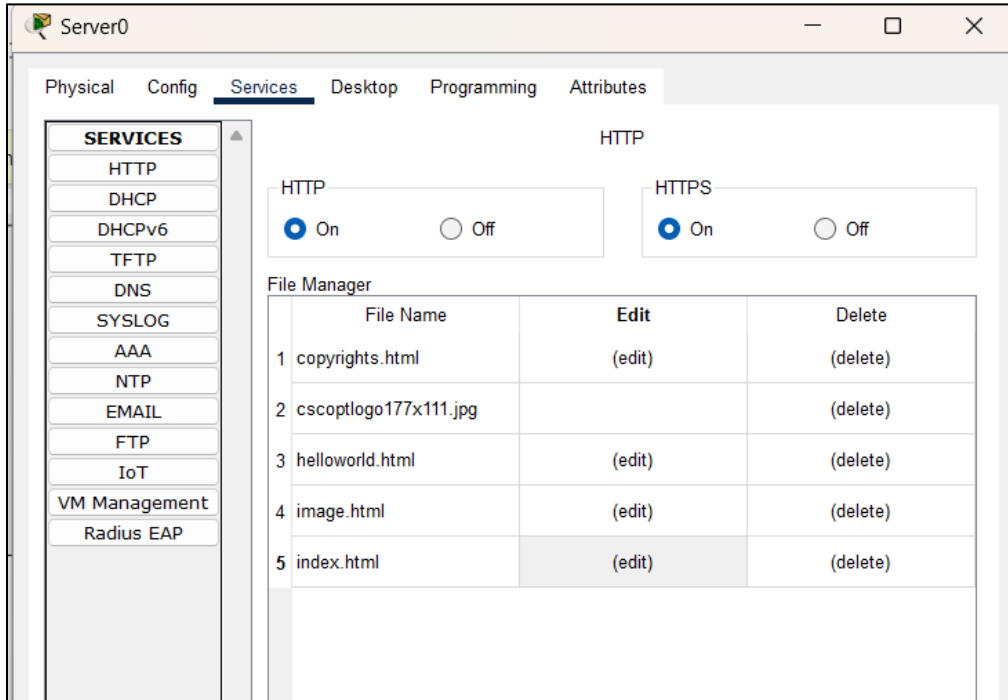 Server0
Physical Config Services Desktop Programming Attributes
SERVICES
HTTP
DHCP
DHCPv6
TFTP
DNS
SYSLOG
AAA
NTP
EMAIL
FTP
IoT
VM Management
Radius EAP
HTTP
HTTP
On Off
HTTPS
On Off
File Manager
File Name Edit Delete
1 copyrights.html (edit) (delete)
2 cscoptlogo177x111.jpg (delete)
3 helloworld.html (edit) (delete)
4 image.html (edit) (delete)
5 index.html (edit) (delete)